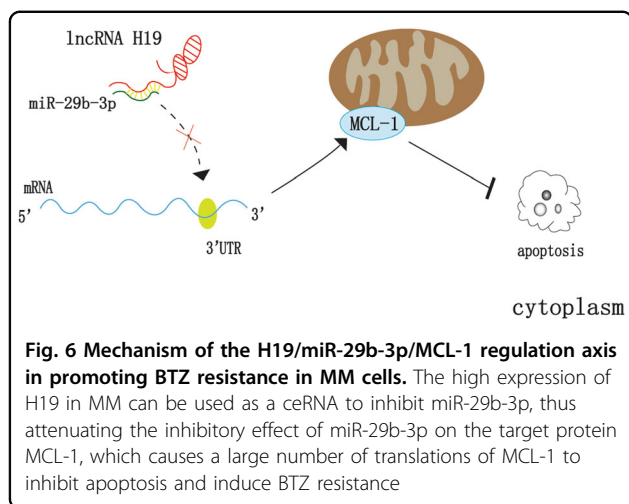 lncRNA H19
miR-29b-3p
MCL-1
mRNA
5'
3'
3'UTR
apoptosis
cytoplasm
Fig. 6 Mechanism of the H19/miR-29b-3p/MCL-1 regulation axis
in promoting BTZ resistance in MM cells. The high expression of
H19 in MM can be used as a ceRNA to inhibit miR-29b-3p, thus
attenuating the inhibitory effect of miR-29b-3p on the target protein
MCL-1, which causes a large number of translations of MCL-1 to
inhibit apoptosis and induce BTZ resistance